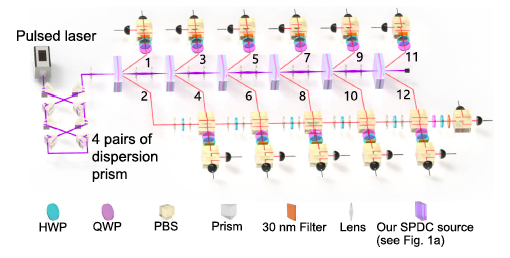 Pulsed laser
1 3 5 7 9 11
2 4 6 8 10 12
4 pairs of
dispersion
prism
HWP QWP PBS Prism 30 nm Filter Lens Our SPDC source
(see Fig. 1a)